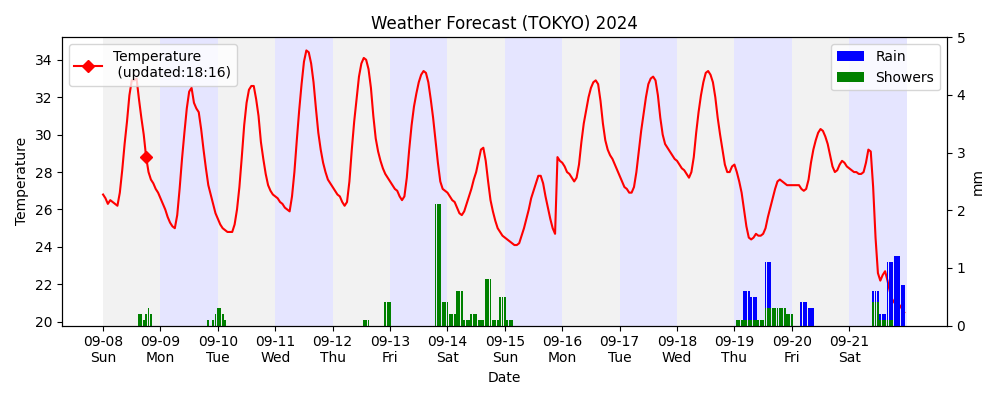 Weather Forecast (TOKYO) 2024
Temperature
(updated:18:16)
Rain
Showers
Temperature
34
32
30
28
26
24
22
20
5
4
3
2
1
0
mm
09-08 09-09 09-10 09-11 09-12 09-13 09-14 09-15 09-16 09-17 09-18 09-19 09-20 09-21
Sun Mon Tue Wed Thu Fri Sat Sun Mon Tue Wed Thu Fri Sat
Date